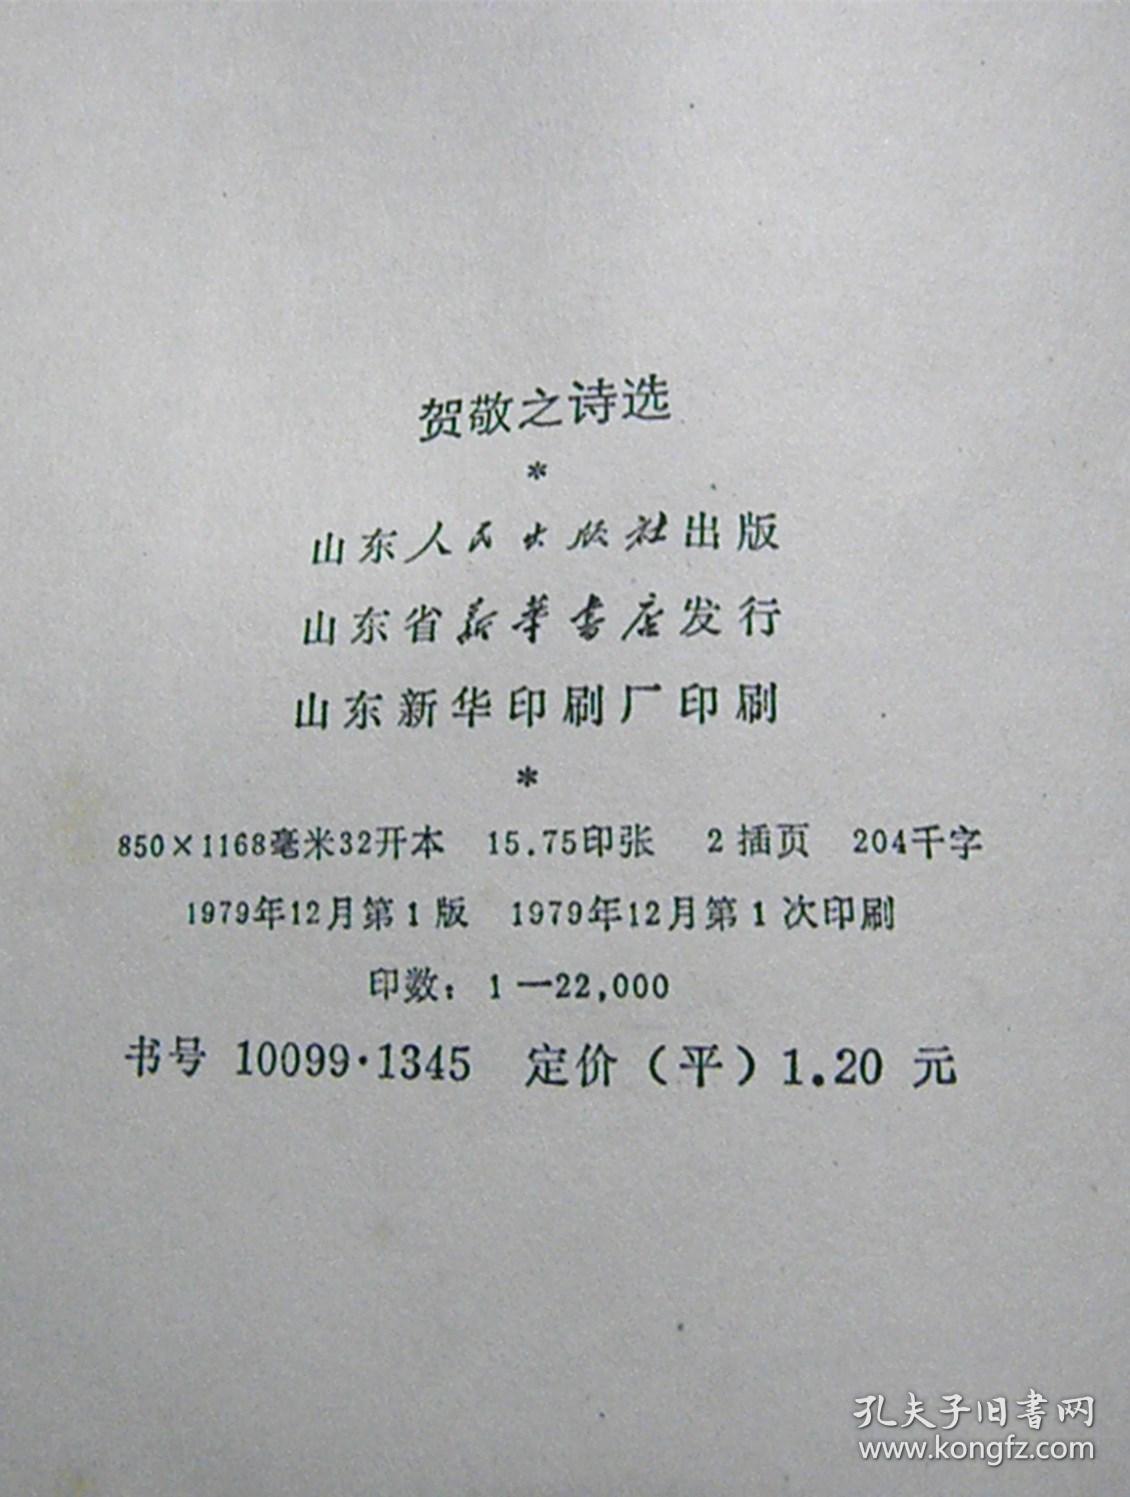 贺敬之诗选
*
山东人民出版社出版
山东省新华书店发行
山东新华印刷厂印刷
*
850×1168毫米32开本 15.75印张 2插页 204千字
1979年12月第1版 1979年12月第1次印刷
印数：1—22,000
书号 10099·1345 定价（平）1.20 元
孔夫子旧書网
www.kongfz.com